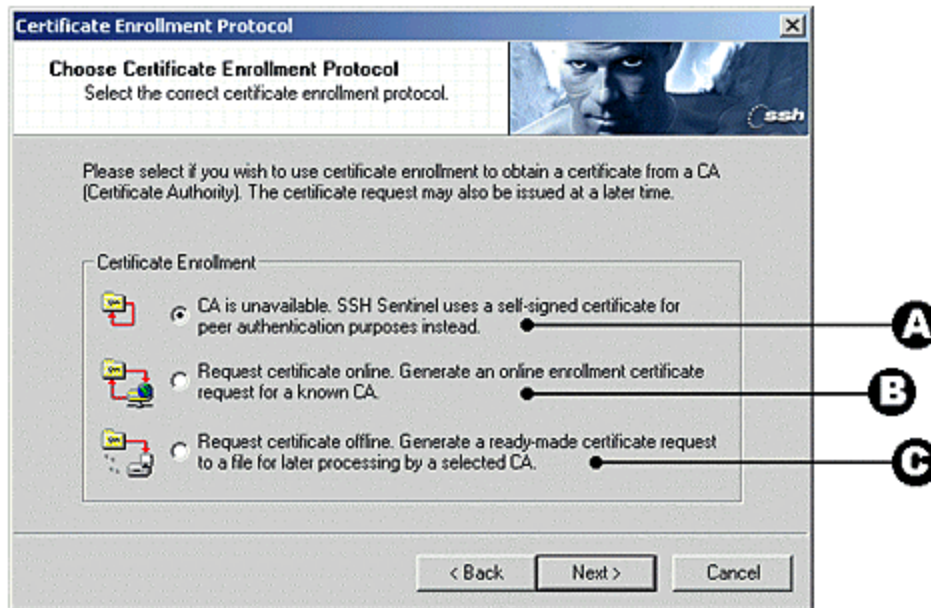 Certificate Enrollment Protocol
Choose Certificate Enrollment Protocol
Select the correct certificate enrollment protocol.
ssh
Please select if you wish to use certificate enrollment to obtain a certificate from a CA
(Certificate Authority). The certificate request may also be issued at a later time.
Certificate Enrollment
CA is unavailable. SSH Sentinel uses a self-signed certificate for
peer authentication purposes instead.
A
Request certificate online. Generate an online enrollment certificate
request for a known CA.
B
Request certificate offline. Generate a ready-made certificate request
to a file for later processing by a selected CA.
C
< Back
Next >
Cancel